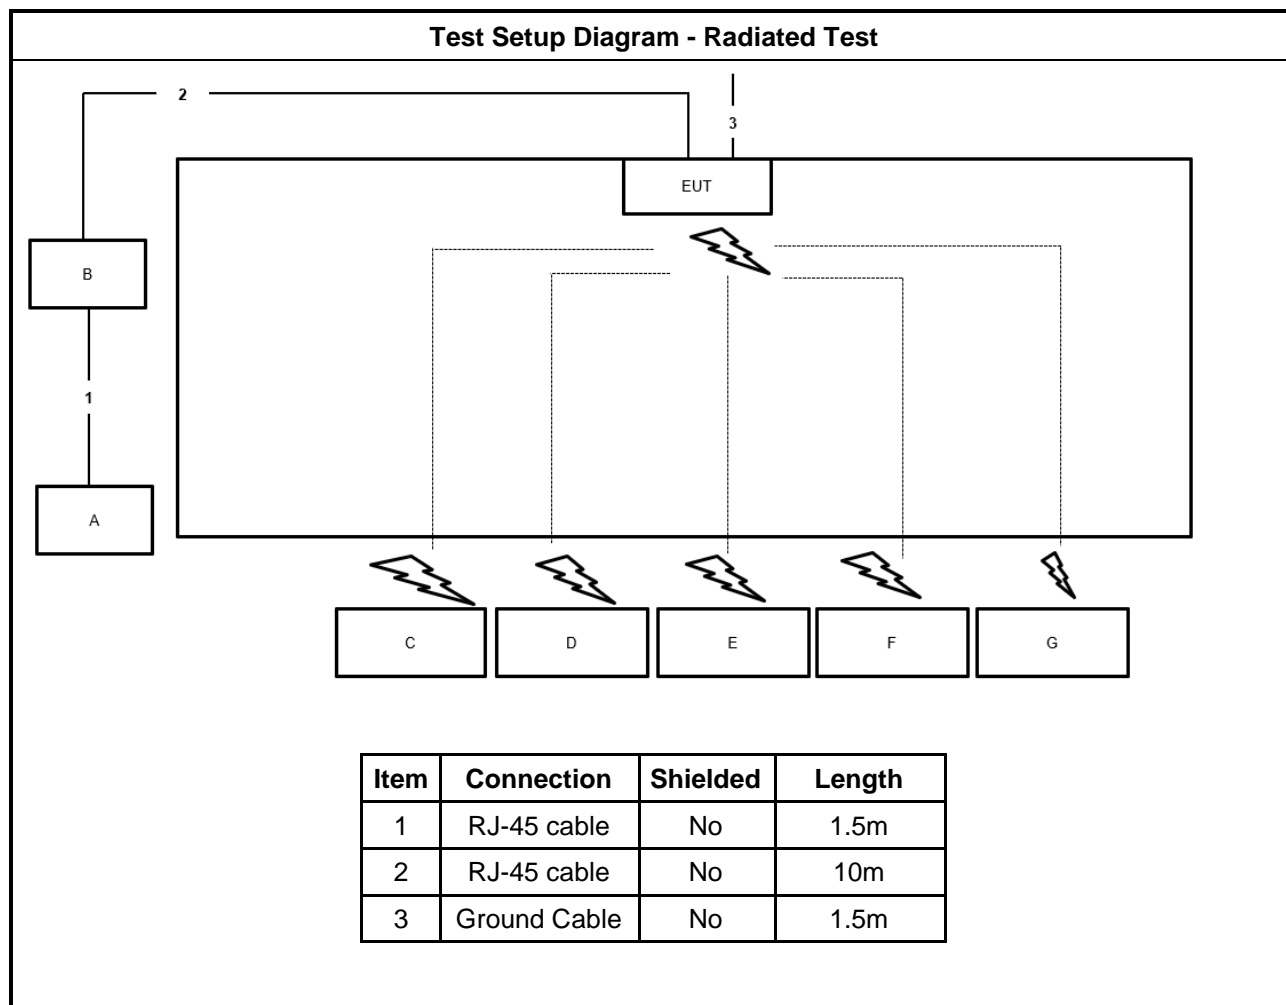 Test Setup Diagram - Radiated Test
2
3
EUT
B
1
A
C D E F G
Item Connection Shielded Length
1 RJ-45 cable No 1.5m
2 RJ-45 cable No 10m
3 Ground Cable No 1.5m